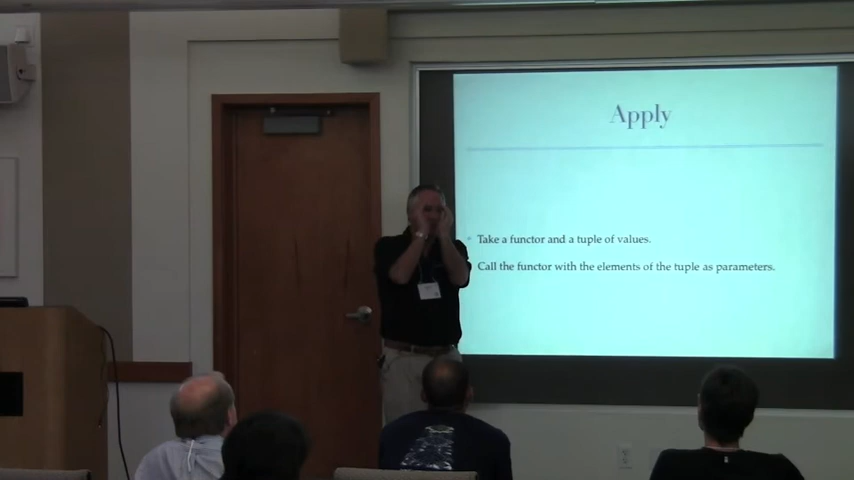 Apply
Take a functor and a tuple of values.
Call the functor with the elements of the tuple as parameters.